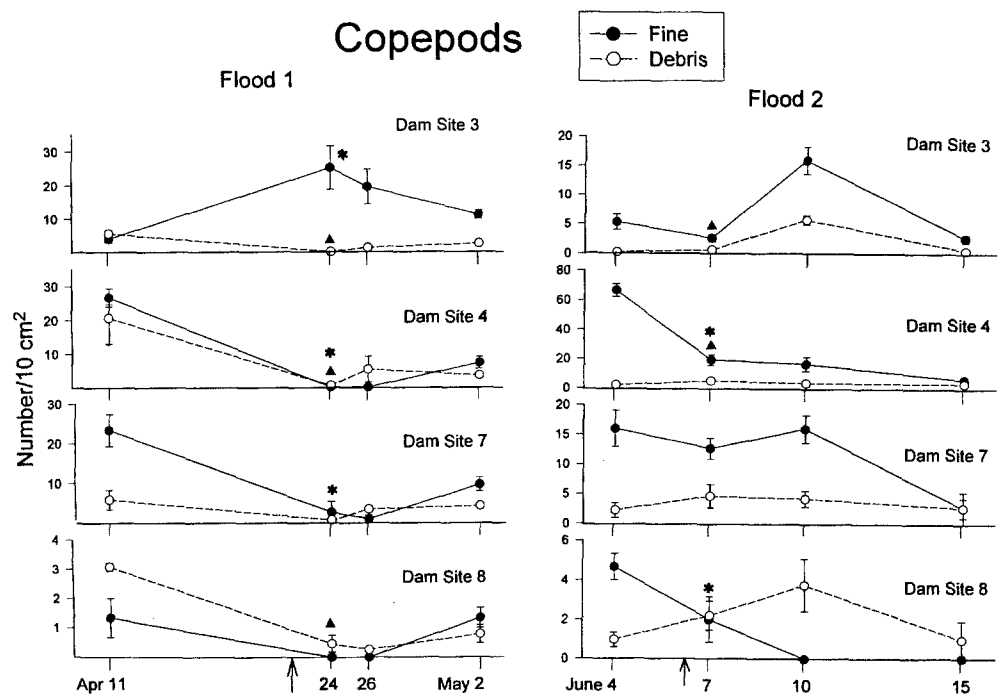 Copepods
Fine
Debris
Flood 1
Flood 2
Number/10 cm²
Dam Site 3
30
20
10
Dam Site 4
30
20
10
Dam Site 7
30
20
10
Dam Site 8
4
3
2
1
Apr 11
24
26
May 2
Dam Site 3
20
15
10
5
0
Dam Site 4
80
60
40
20
0
Dam Site 7
20
15
10
5
0
Dam Site 8
6
4
2
0
June 4
7
10
15